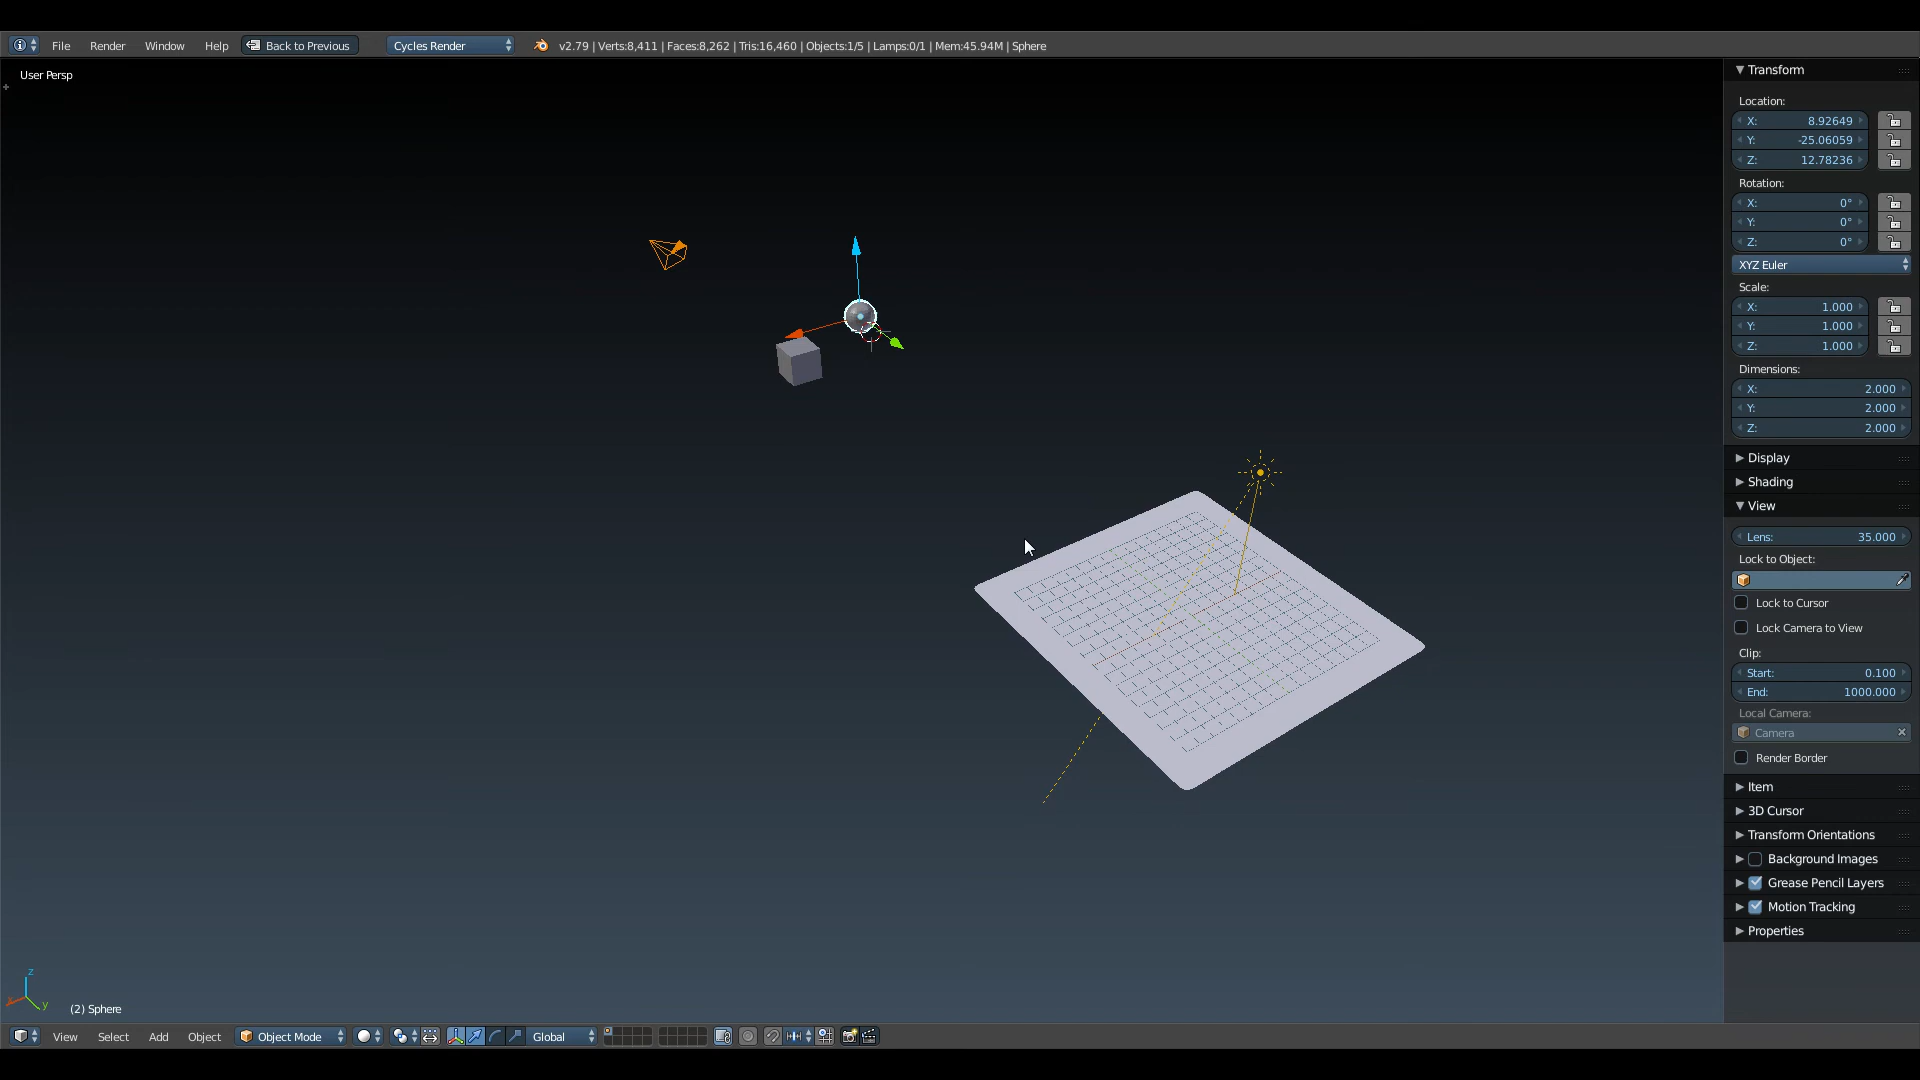 File Render Window Help Back to Previous Cycles Render v2.79 | Verts:8,411 | Faces:8,262 | Tris:16,460 | Objects:1/5 | Lamps:0/1 | Mem:45.94M | Sphere
User Persp
Transform
Location:
X: 8.92649
Y: -25.06059
Z: 12.78236
Rotation:
X: 0°
Y: 0°
Z: 0°
XYZ Euler
Scale:
X: 1.000
Y: 1.000
Z: 1.000
Dimensions:
X: 2.000
Y: 2.000
Z: 2.000
Display
Shading
View
Lens: 35.000
Lock to Object:
Lock to Cursor
Lock Camera to View
Clip:
Start: 0.100
End: 1000.000
Local Camera:
Camera
Render Border
Item
3D Cursor
Transform Orientations
Background Images
Grease Pencil Layers
Motion Tracking
Properties
z
x
y
(2) Sphere
View Select Add Object Object Mode Global